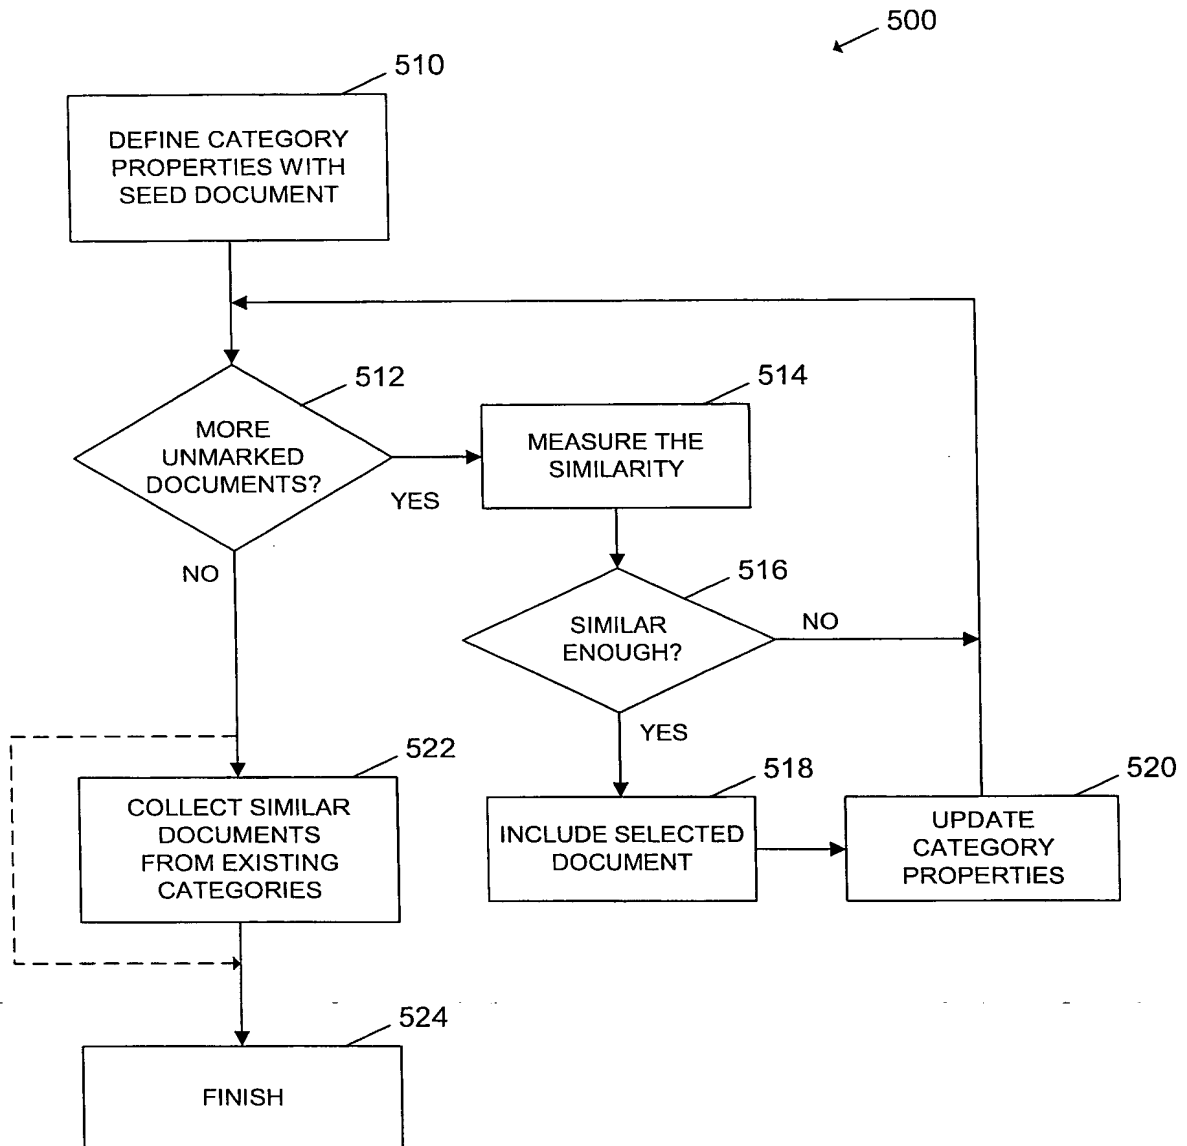 500
510
DEFINE CATEGORY
PROPERTIES WITH
SEED DOCUMENT
512
MORE
UNMARKED
DOCUMENTS?
YES
NO
514
MEASURE THE
SIMILARITY
516
SIMILAR
ENOUGH?
NO
YES
522
COLLECT SIMILAR
DOCUMENTS
FROM EXISTING
CATEGORIES
518
INCLUDE SELECTED
DOCUMENT
520
UPDATE
CATEGORY
PROPERTIES
524
FINISH